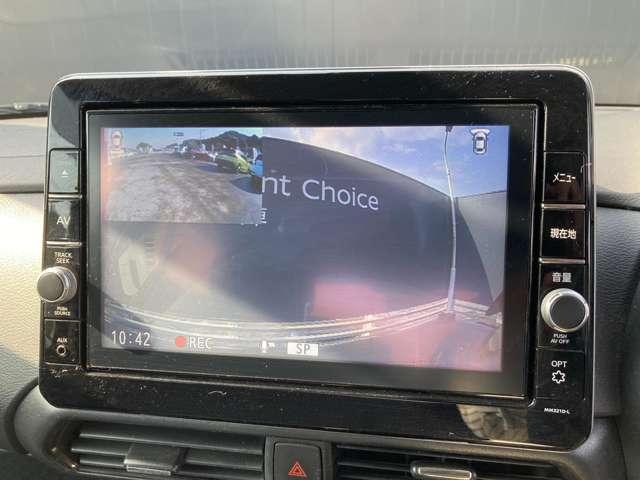 nt Choice
10:42
REC
SP
AV
TRACK
SEEK
PUSH
SOURCE
AUX
メニュー
現在地
音量
PUSH
AV OFF
OPT
MM321D-L